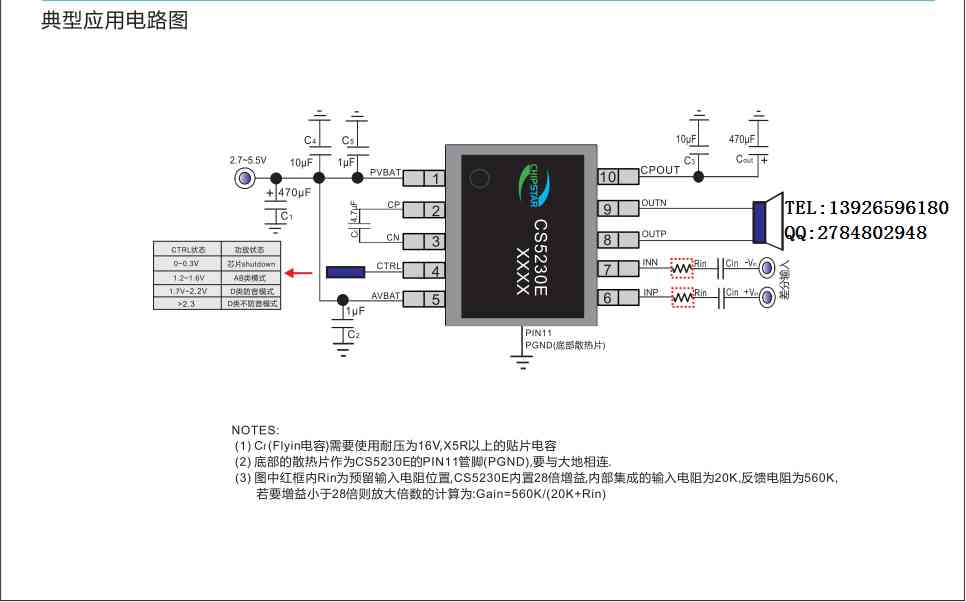 典型应用电路图
2.7~5.5V
+ 470μF
C1
C4
10μF
C5
1μF
PVBAT
1
CP
2
4.7μF
Cf
CN
3
CTRL
4
AVBAT
5
1μF
C2
CTRL状态 功放状态
0~0.3V 芯片shutdown
1.2~1.6V AB类模式
1.7V~2.2V D类防音模式
>2.3 D类不防音模式
CHIPSTAR
CS5230E
XXXX
10
CPOUT
10μF
C3
470μF
Cout +
9
OUTN
8
OUTP
7
INN
Rin
Cin
-Vin
6
INP
Rin
Cin
+Vin
差分输入
TEL:13926596180
QQ:2784802948
PIN11
PGND(底部散热片)
NOTES:
(1) Cf(Flyin电容)需要使用耐压为16V,X5R以上的贴片电容
(2) 底部的散热片作为CS5230E的PIN11管脚(PGND),要与大地相连.
(3) 图中红框内Rin为预留输入电阻位置,CS5230E内置28倍增益,内部集成的输入电阻为20K,反馈电阻为560K,
若要增益小于28倍则放大倍数的计算为:Gain=560K/(20K+Rin)